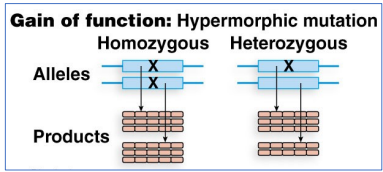 Gain of function: Hypermorphic mutation
Homozygous Heterozygous
Alleles X X
X
Products